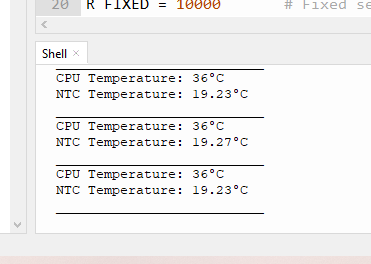 20 R FIXED = 10000 # Fixed se
Shell ×
CPU Temperature: 36°C
NTC Temperature: 19.23°C
CPU Temperature: 36°C
NTC Temperature: 19.27°C
CPU Temperature: 36°C
NTC Temperature: 19.23°C